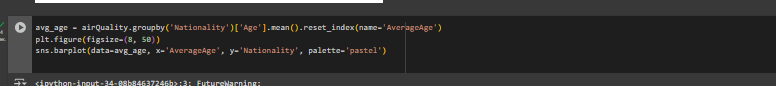 avg_age = airQuality.groupby('Nationality')['Age'].mean().reset_index(name='AverageAge')
plt.figure(figsize=(8, 50))
sns.barplot(data=avg_age, x='AverageAge', y='Nationality', palette='pastel')
<ipython-input-34-08b84637246b>:3: FutureWarning: